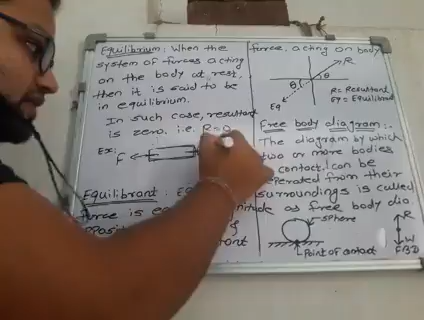 Equilibrium: When the
system of forces acting
on the body at rest,
then it is said to be
in equilibrium.
In such case, resultant
is zero. i.e. R=0
Ex:
F
Equilibrant:
force is
force, acting on body
R
θ
θ
Eq
R = Resultant
Eq = Equilibrant
Free body diagram:-
The diagram by which
two or more bodies
contact, can be
from their
surroundings is called
as free body dia.
Sphere
Point of contact
R
W
FBD